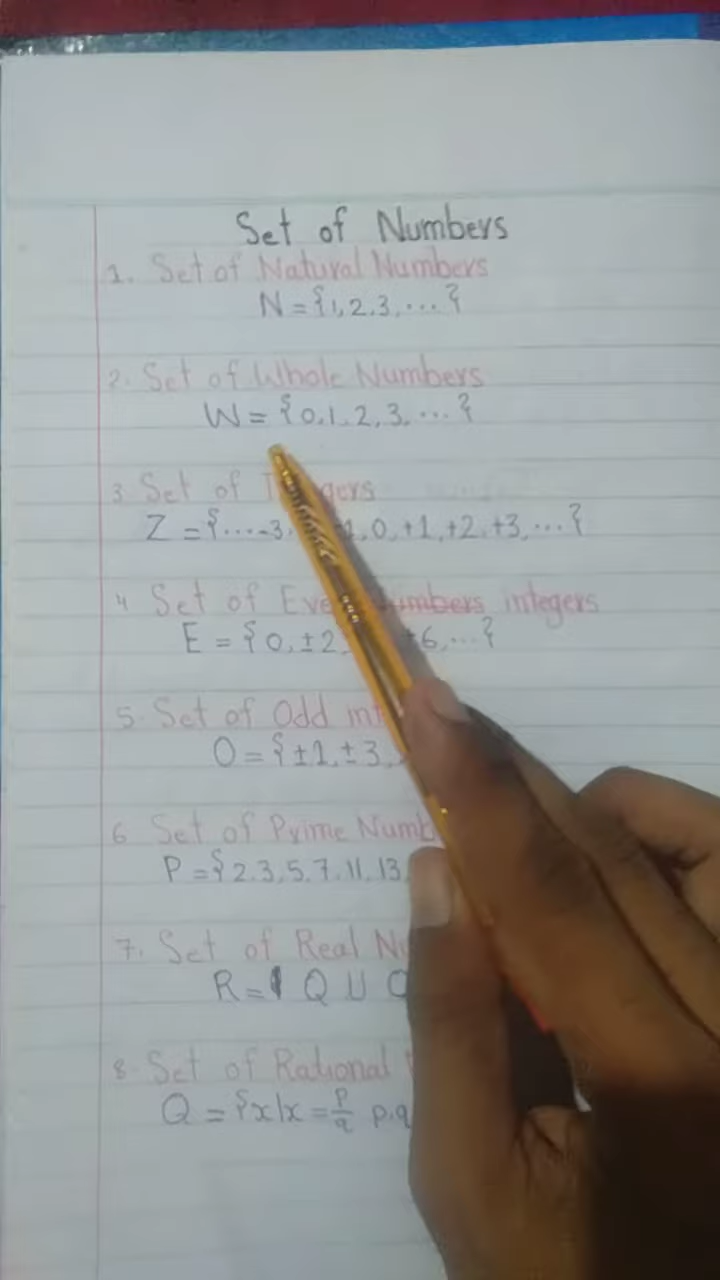 Set of Numbers
1. Set of Natural Numbers
N = {1, 2, 3, ... }
2. Set of Whole Numbers
W = { 0, 1, 2, 3, ... }
3 Set of
Z = {....-3, 1, 0, +1, +2, +3, ... }
4 Set of Numbers integers
E = { 0, ±2, 6, ... }
5. Set of Odd
O = { ±1, ±3,
6 Set of Prime
P = { 2, 3, 5, 7, 11, 13,
7. Set of Real
R = Q U
8. Set of Rational
Q = {x/x = p/q p,q